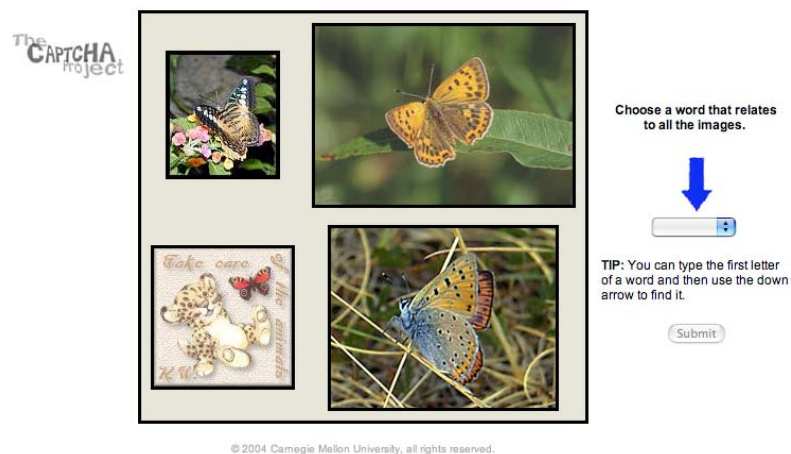 The
CAPTCHA
Project
Choose a word that relates
to all the images.
Take care of the animals
K.W.
TIP: You can type the first letter
of a word and then use the down
arrow to find it.
Submit
© 2004 Carnegie Mellon University, all rights reserved.